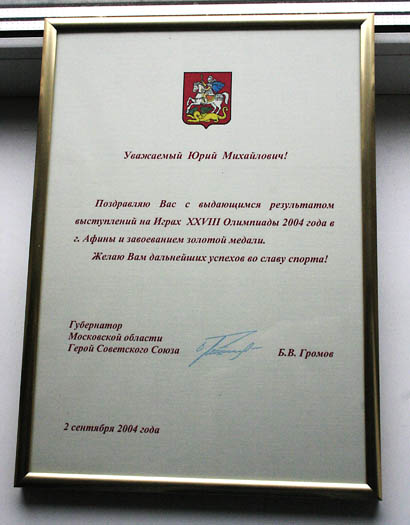 Уважаемый Юрий Михайлович!
Поздравляю Вас с выдающимся результатом
выступлений на Играх XXVIII Олимпиады 2004 года в
г. Афины и завоеванием золотой медали.
Желаю Вам дальнейших успехов во славу спорта!
Губернатор
Московской области
Герой Советского Союза
Б.В. Громов
2 сентября 2004 года